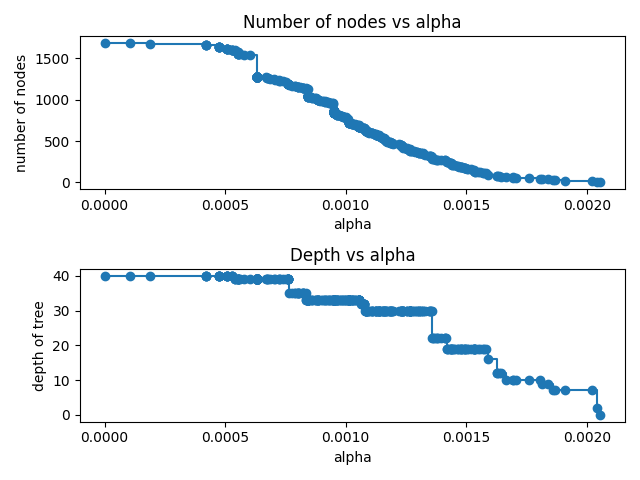 Number of nodes vs alpha
1500
1000
500
0
number of nodes
0.0000 0.0005 0.0010 0.0015 0.0020
alpha
Depth vs alpha
40
30
20
10
0
depth of tree
0.0000 0.0005 0.0010 0.0015 0.0020
alpha